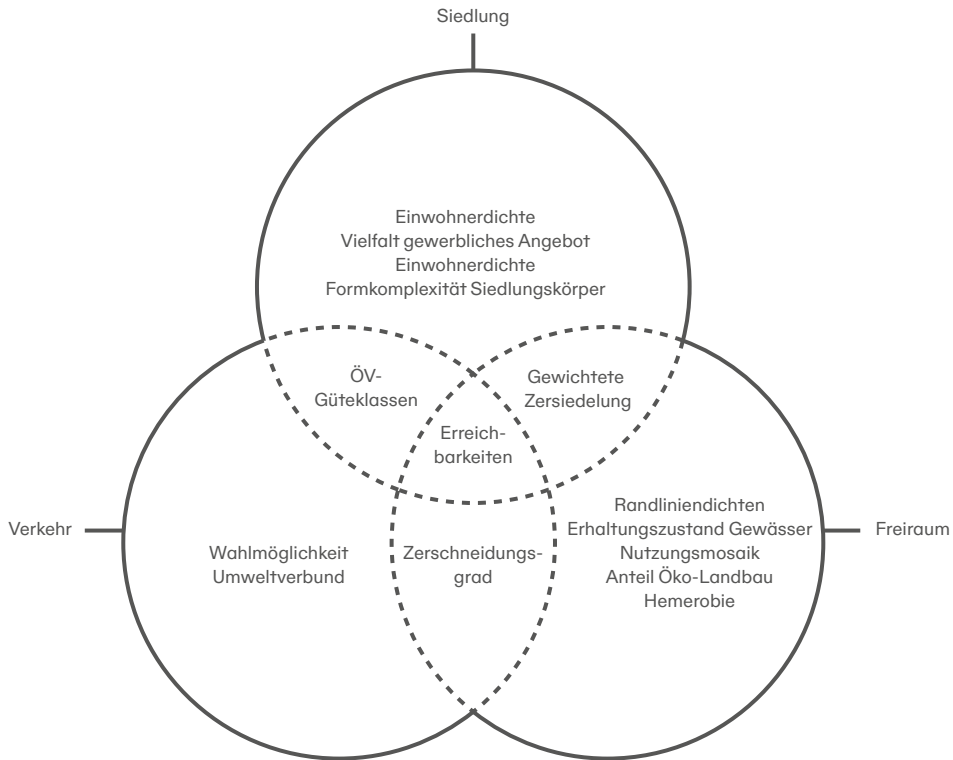 Siedlung
Einwohnerdichte
Vielfalt gewerbliches Angebot
Einwohnerdichte
Formkomplexität Siedlungskörper
ÖV-
Güteklassen
Gewichtete
Zersiedelung
Erreich-
barkeiten
Verkehr
Wahlmöglichkeit
Umweltverbund
Zerschneidungs-
grad
Randliniendichten
Erhaltungszustand Gewässer
Nutzungsmosaik
Anteil Öko-Landbau
Hemerobie
Freiraum